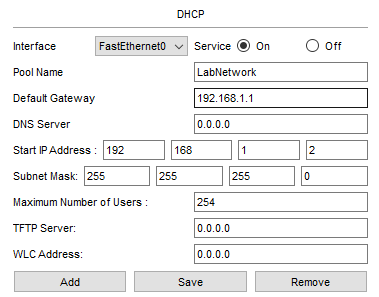 DHCP
Interface FastEthernet0 Service On Off
Pool Name LabNetwork
Default Gateway 192.168.1.1
DNS Server 0.0.0.0
Start IP Address : 192 168 1 2
Subnet Mask: 255 255 255 0
Maximum Number of Users : 254
TFTP Server: 0.0.0.0
WLC Address: 0.0.0.0
Add Save Remove